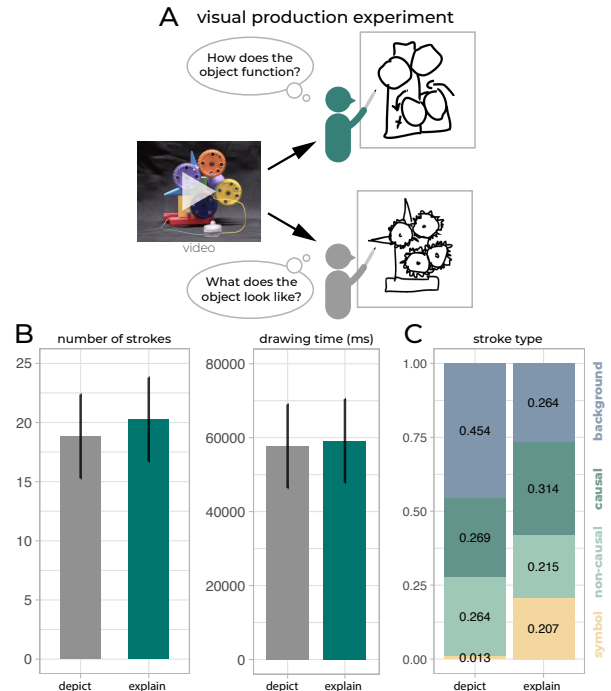 A visual production experiment
How does the
object function?
video
What does the
object look like?
B number of strokes
25
20
15
10
5
0
depict explain
drawing time (ms)
80000
60000
40000
20000
0
depict explain
C stroke type
1.00
0.75
0.50
0.25
0.00
0.454
0.269
0.264
0.013
0.264
0.314
0.215
0.207
depict explain
background
causal
non-causal
symbol